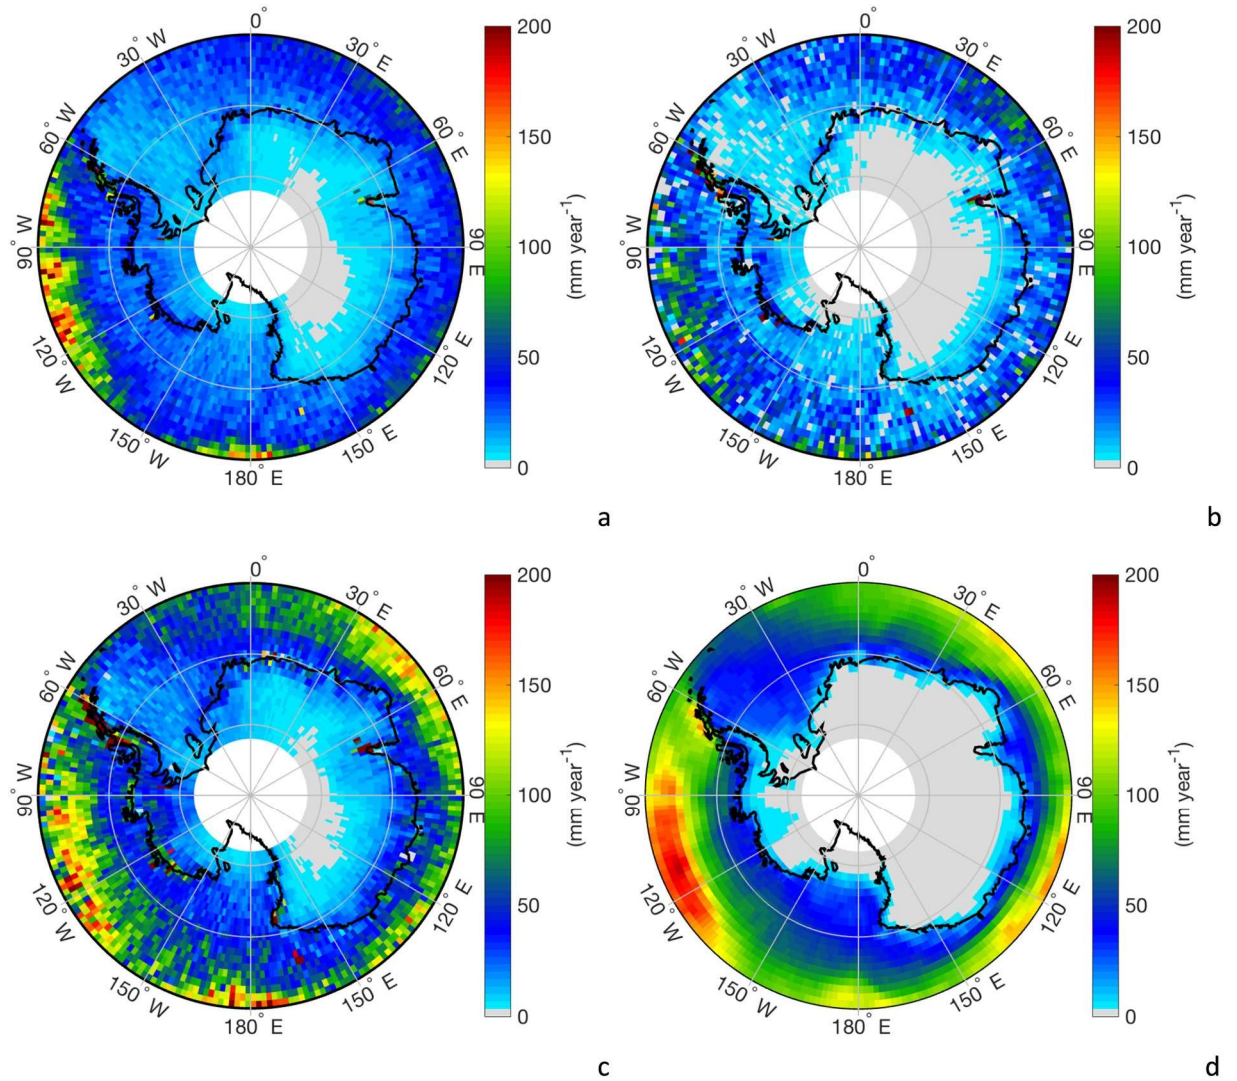 0°
30° E
60° E
90° E
120° E
150° E
180° E
150° W
120° W
90° W
60° W
30° W
200
150
100
50
0
(mm year-1)
a
0°
30° E
60° E
90° E
120° E
150° E
180° E
150° W
120° W
90° W
60° W
30° W
200
150
100
50
0
(mm year-1)
b
0°
30° E
60° E
90° E
120° E
150° E
180° E
150° W
120° W
90° W
60° W
30° W
200
150
100
50
0
(mm year-1)
c
0°
30° E
60° E
90° E
120° E
150° E
180° E
150° W
120° W
90° W
60° W
30° W
200
150
100
50
0
(mm year-1)
d